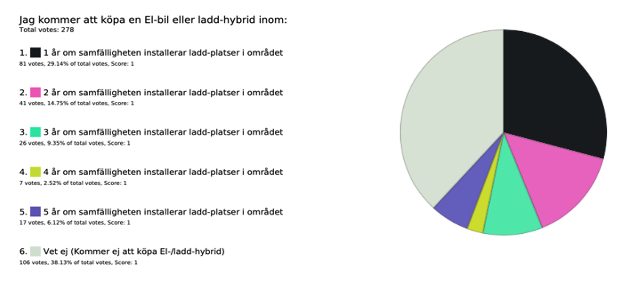 Jag kommer att köpa en El-bil eller ladd-hybrid inom:
Total votes: 278
1. 1 år om samfälligheten installerar ladd-platser i området
81 votes, 29.14% of total votes, Score: 1
2. 2 år om samfälligheten installerar ladd-platser i området
41 votes, 14.75% of total votes, Score: 1
3. 3 år om samfälligheten installerar ladd-platser i området
26 votes, 9.35% of total votes, Score: 1
4. 4 år om samfälligheten installerar ladd-platser i området
7 votes, 2.52% of total votes, Score: 1
5. 5 år om samfälligheten installerar ladd-platser i området
17 votes, 6.12% of total votes, Score: 1
6. Vet ej (Kommer ej att köpa El-/ladd-hybrid)
106 votes, 38.13% of total votes, Score: 1